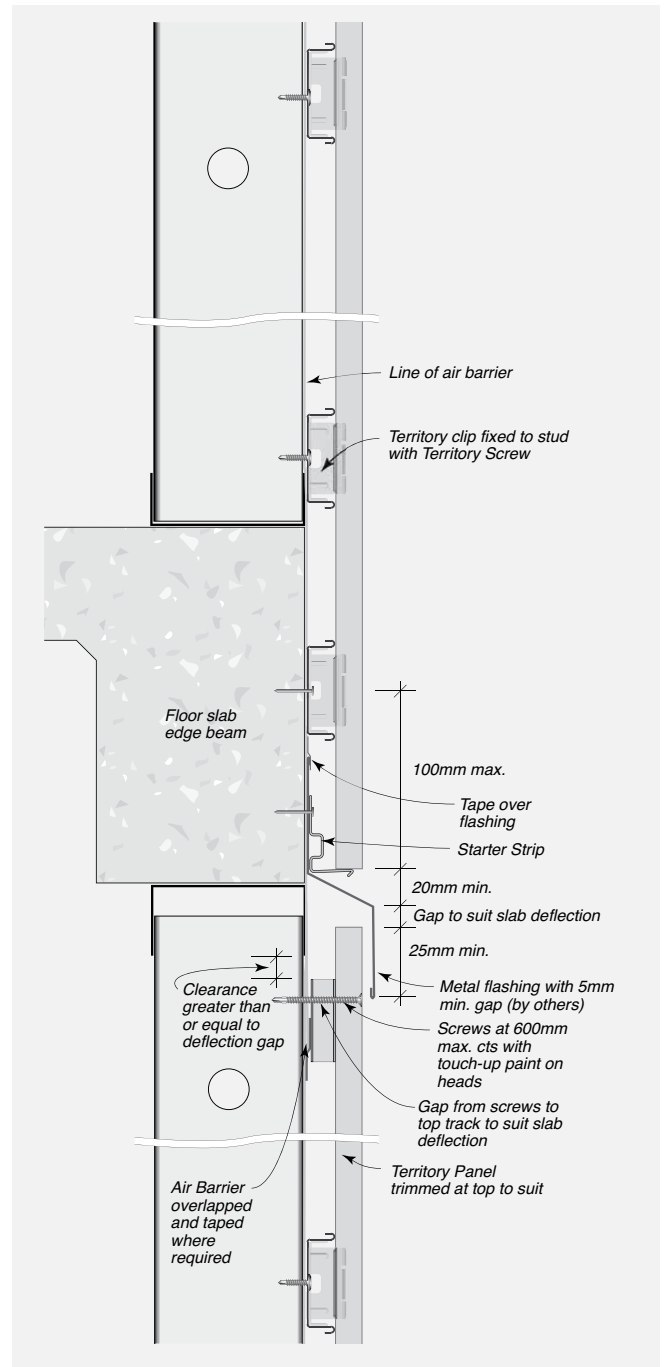 Line of air barrier
Territory clip fixed to stud
with Territory Screw
Floor slab
edge beam
100mm max.
Tape over
flashing
Starter Strip
20mm min.
Gap to suit slab deflection
25mm min.
Clearance
greater than
or equal to
deflection gap
Metal flashing with 5mm
min. gap (by others)
Screws at 600mm
max. cts with
touch-up paint on
heads
Gap from screws to
top track to suit slab
deflection
Territory Panel
trimmed at top to suit
Air Barrier
overlapped
and taped
where
required